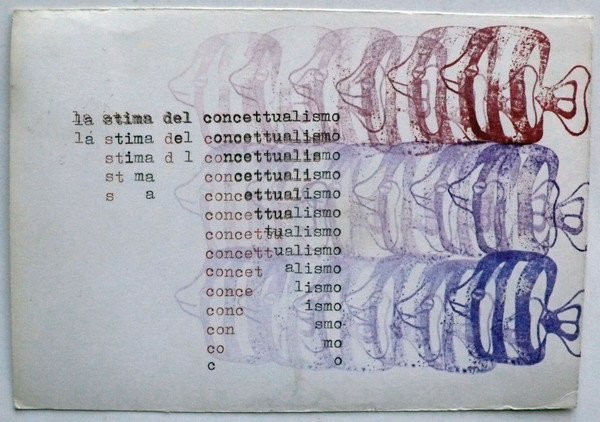 la stima del concettualismo
la stima del concettualismo
stima d l concettualismo
st ma concettualismo
s a concettualismo
concettualismo
concettualismo
concettualismo
concet alismo
conce lismo
conc ismo
con smo
co mo
c o